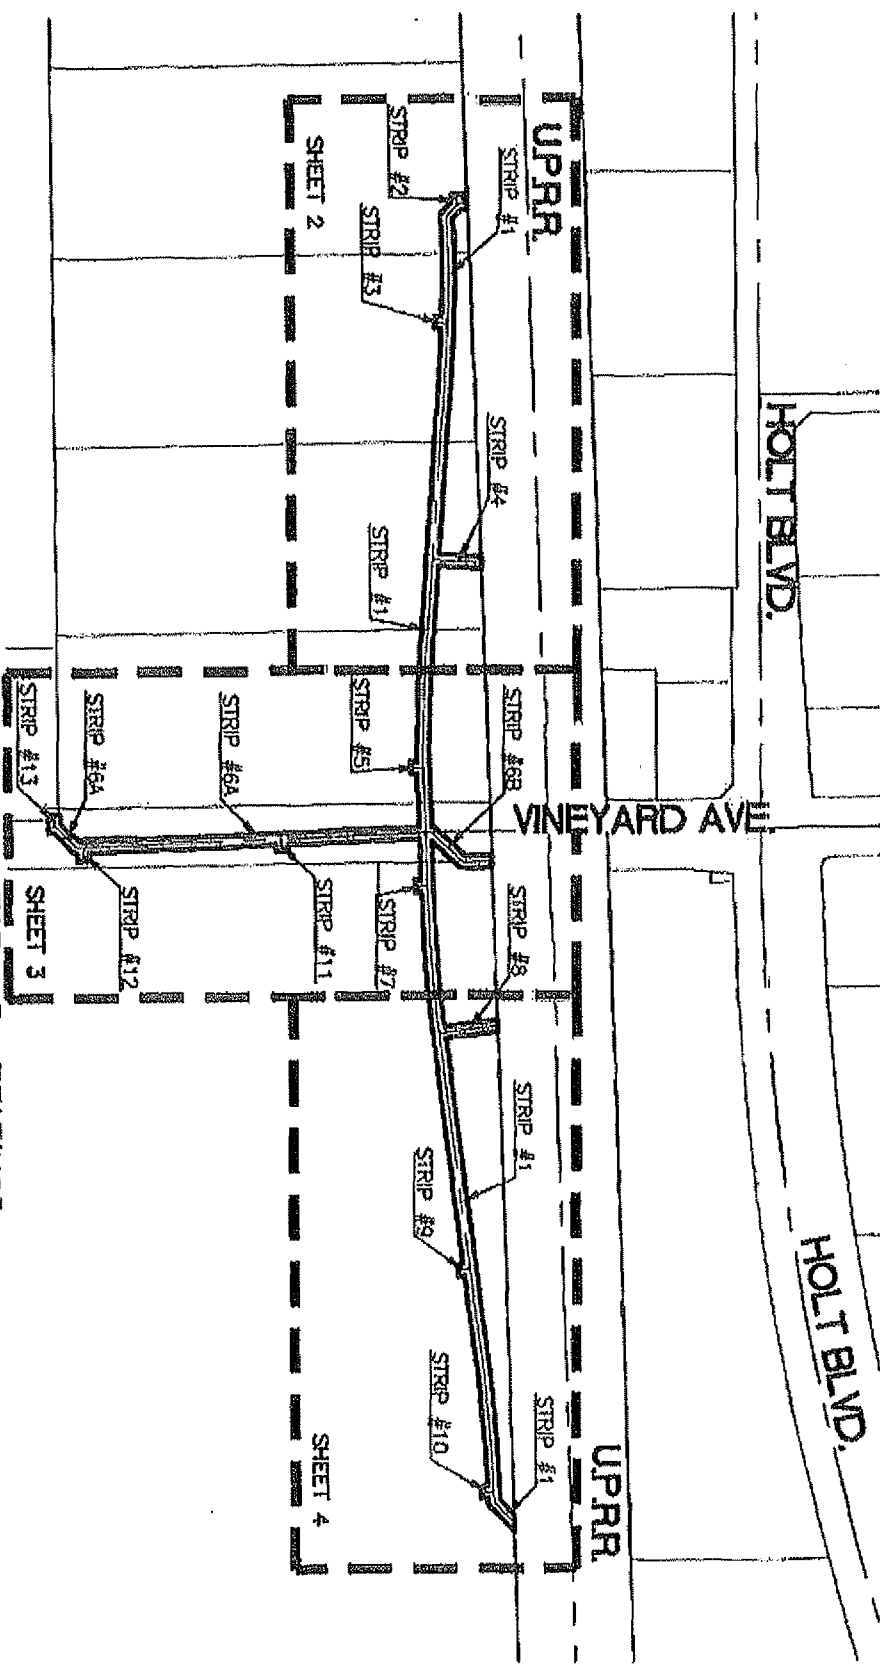 HOLT BLVD.
HOLT BLVD.
U.P.R.R.
U.P.R.R.
VINEYARD AVE.
STRIP #1
STRIP #2
STRIP #3
STRIP #4
STRIP #1
SHEET 2
STRIP #6B
STRIP #5
STRIP #6A
STRIP #6A
STRIP #13
STRIP #8
STRIP #7
STRIP #11
STRIP #12
SHEET 3
STRIP #1
STRIP #9
STRIP #1
STRIP #10
SHEET 4